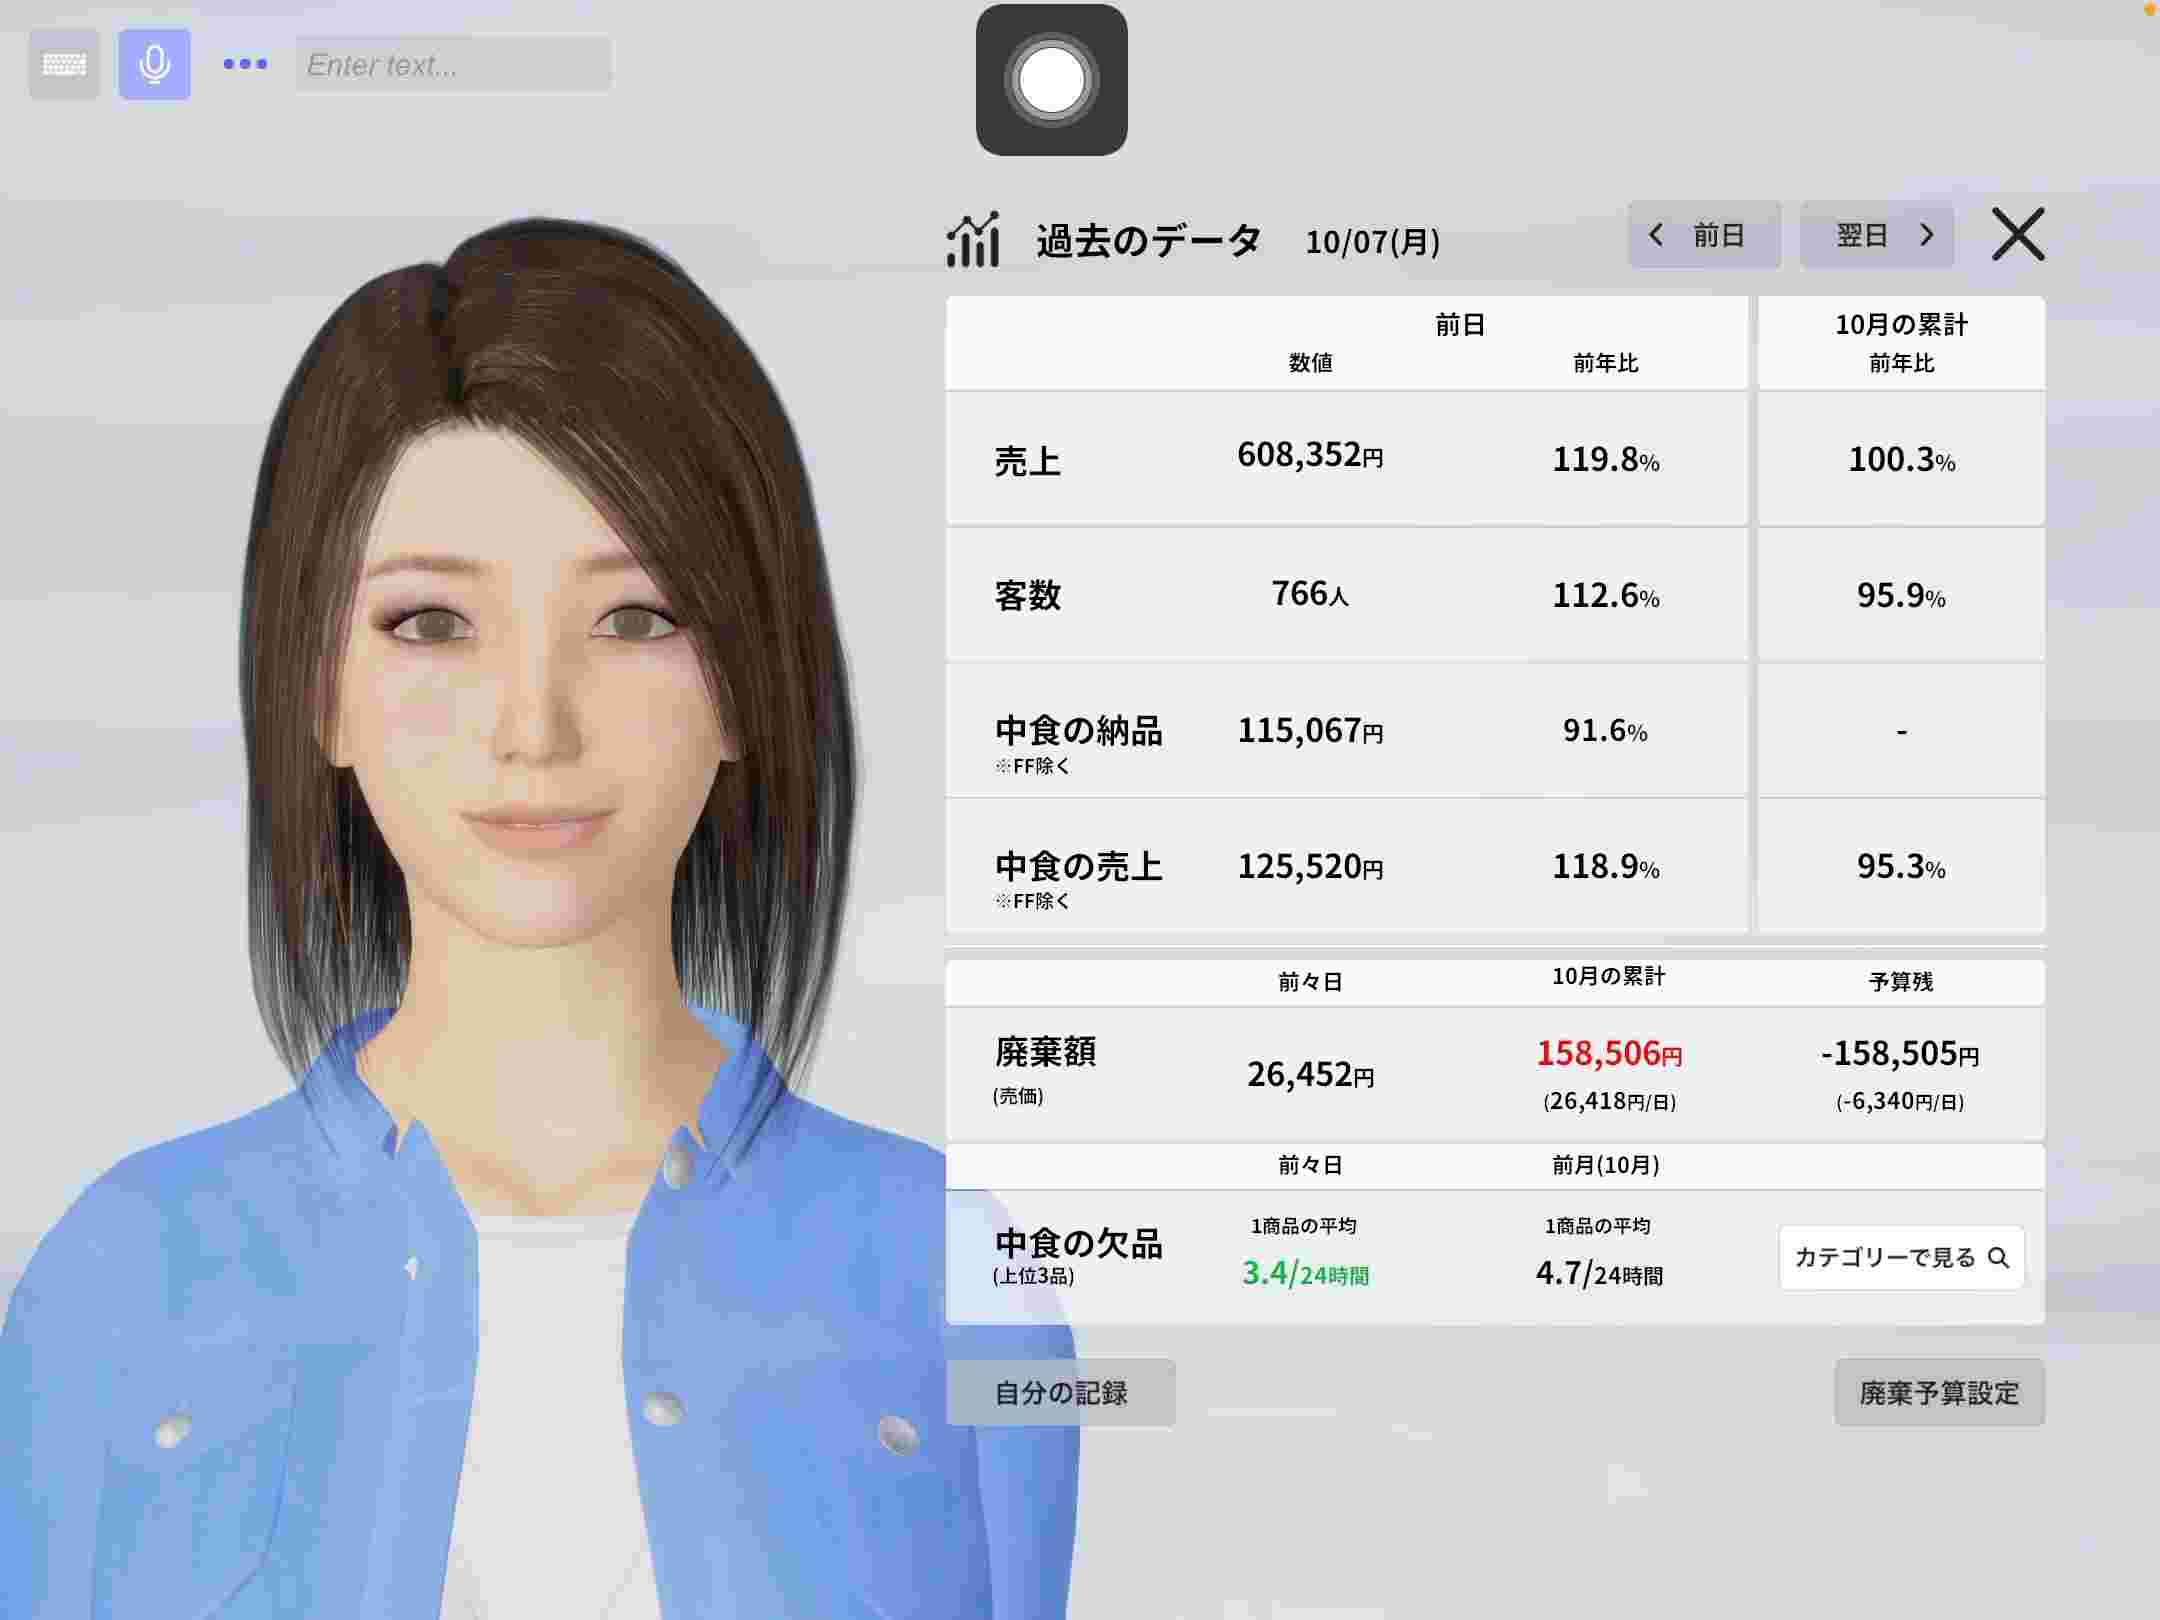 Enter text...
過去のデータ 10/07(月) 前日 翌日
前日 10月の累計
数値 前年比 前年比
売上 608,352円 119.8% 100.3%
客数 766人 112.6% 95.9%
中食の納品 115,067円 91.6% -
※FF除く
中食の売上 125,520円 118.9% 95.3%
※FF除く
前々日 10月の累計 予算残
廃棄額 26,452円 158,506円 -158,505円
(売価) (26,418円/日) (-6,340円/日)
前々日 前月(10月)
1商品の平均 1商品の平均
中食の欠品 3.4/24時間 4.7/24時間 カテゴリーで見る
(上位3品)
自分の記録 廃棄予算設定